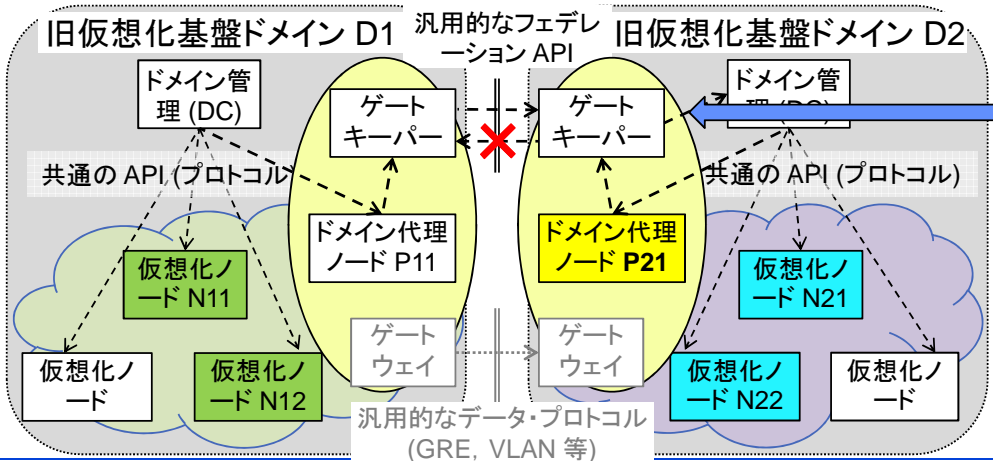 旧仮想化基盤ドメイン D1
汎用的なフェデレ
ーション API
旧仮想化基盤ドメイン D2
ドメイン管
理 (DC)
ゲート
キーパー
ゲート
キーパー
ドメイン管
理 (DC)
共通の API (プロトコル
共通の API (プロトコル)
ドメイン代理
ノード P11
ドメイン代理
ノード P21
仮想化ノ
ード N11
仮想化ノ
ード N21
仮想化ノ
ード
仮想化ノ
ード N12
ゲート
ウェイ
ゲート
ウェイ
仮想化ノ
ード N22
仮想化ノ
ード
汎用的なデータ・プロトコル
(GRE, VLAN 等)